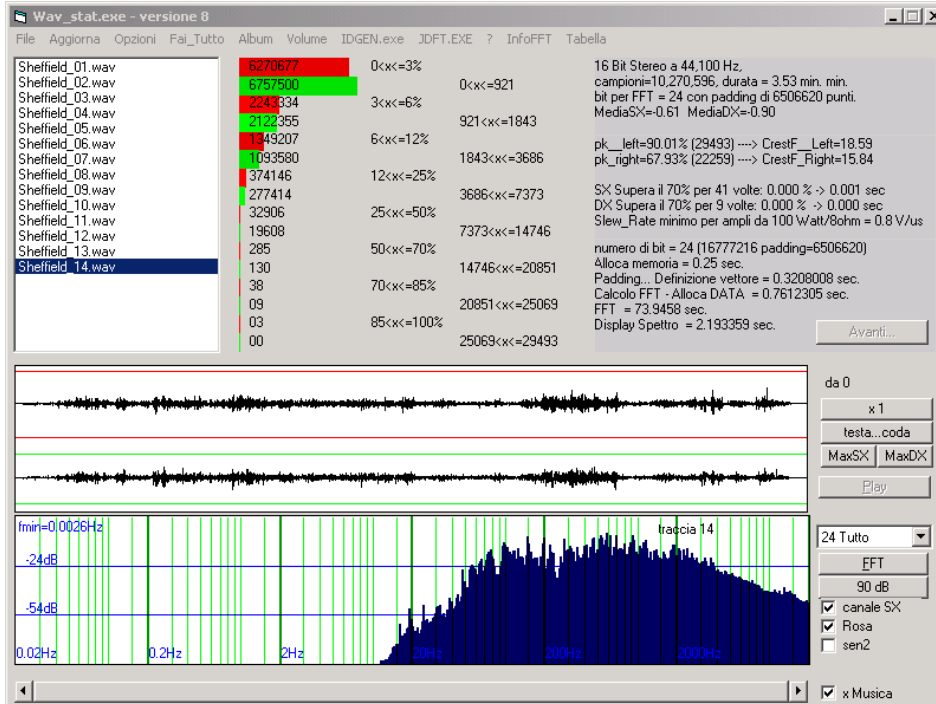 Wav_stat.exe - versione 8
File Aggiorna Opzioni Fai_Tutto Album Volume IDGEN.exe JDFT.EXE ? InfoFFT Tabella
Sheffield_01.wav
Sheffield_02.wav
Sheffield_03.wav
Sheffield_04.wav
Sheffield_05.wav
Sheffield_06.wav
Sheffield_07.wav
Sheffield_08.wav
Sheffield_09.wav
Sheffield_10.wav
Sheffield_11.wav
Sheffield_12.wav
Sheffield_13.wav
Sheffield_14.wav
6270677 0<x<=3%
6757500 0<x<=921
2243334 3<x<=6%
2122355 921<x<=1843
1349207 6<x<=12%
1093580 1843<x<=3686
374146 12<x<=25%
277414 3686<x<=7373
32906 25<x<=50%
19608 7373<x<=14746
285 50<x<=70%
130 14746<x<=20851
38 70<x<=85%
09 20851<x<=25069
03 85<x<=100%
00 25069<x<=29493
16 Bit Stereo a 44,100 Hz,
campioni=10,270,596, durata = 3.53 min. min.
bit per FFT = 24 con padding di 6506620 punti.
MediaSX=-0.61 MediaDX=-0.90
pk__left=90.01% (29493) ----> CrestF__Left=18.59
pk_right=67.93% (22259) ----> CrestF_Right=15.84
SX Supera il 70% per 41 volte: 0.000 % -> 0.001 sec
DX Supera il 70% per 9 volte: 0.000 % -> 0.000 sec
Slew_Rate minimo per ampli da 100 Watt/8ohm = 0.8 V/us
numero di bit = 24 (16777216 padding=6506620)
Alloca memoria = 0.25 sec.
Padding... Definizione vettore = 0.3208008 sec.
Calcolo FFT - Alloca DATA = 0.7612305 sec.
FFT = 73.9458 sec.
Display Spettro = 2.193359 sec.
Avanti...
da 0
x 1
testa...coda
MaxSX MaxDX
Play
fmin=0.0026Hz
traccia 14
-24dB
-54dB
0.02Hz 0.2Hz 2Hz 20Hz 200Hz 2000Hz
24 Tutto
FFT
90 dB
canale SX
Rosa
sen2
x Musica